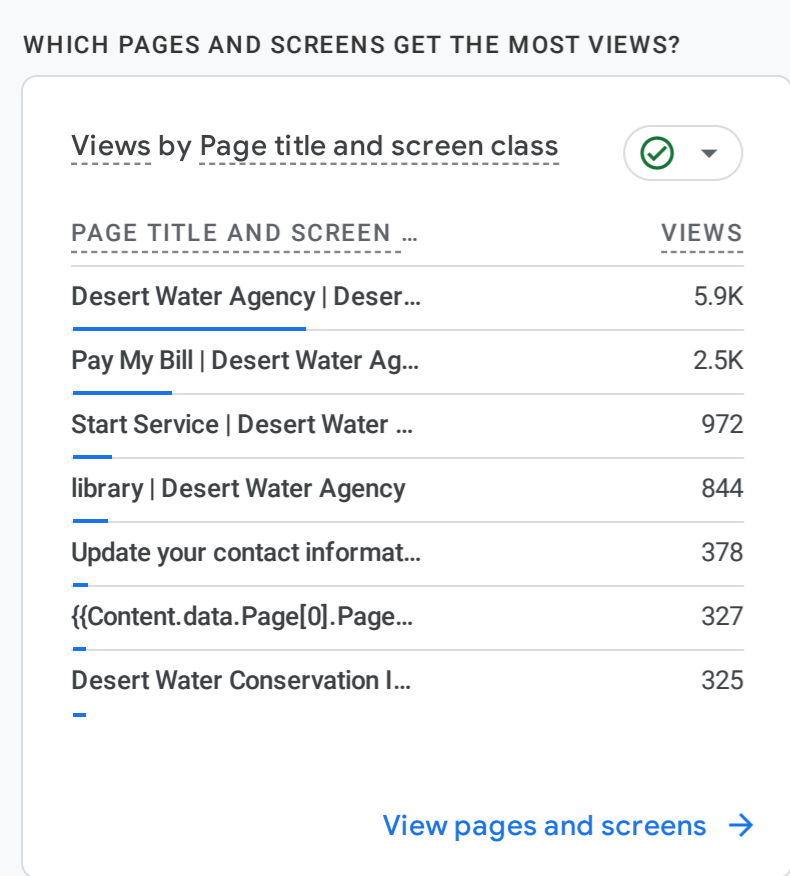 WHICH PAGES AND SCREENS GET THE MOST VIEWS?
Views by Page title and screen class
PAGE TITLE AND SCREEN … VIEWS
Desert Water Agency | Deser… 5.9K
Pay My Bill | Desert Water Ag… 2.5K
Start Service | Desert Water … 972
library | Desert Water Agency 844
Update your contact informat… 378
{{Content.data.Page[0].Page… 327
Desert Water Conservation I… 325
View pages and screens